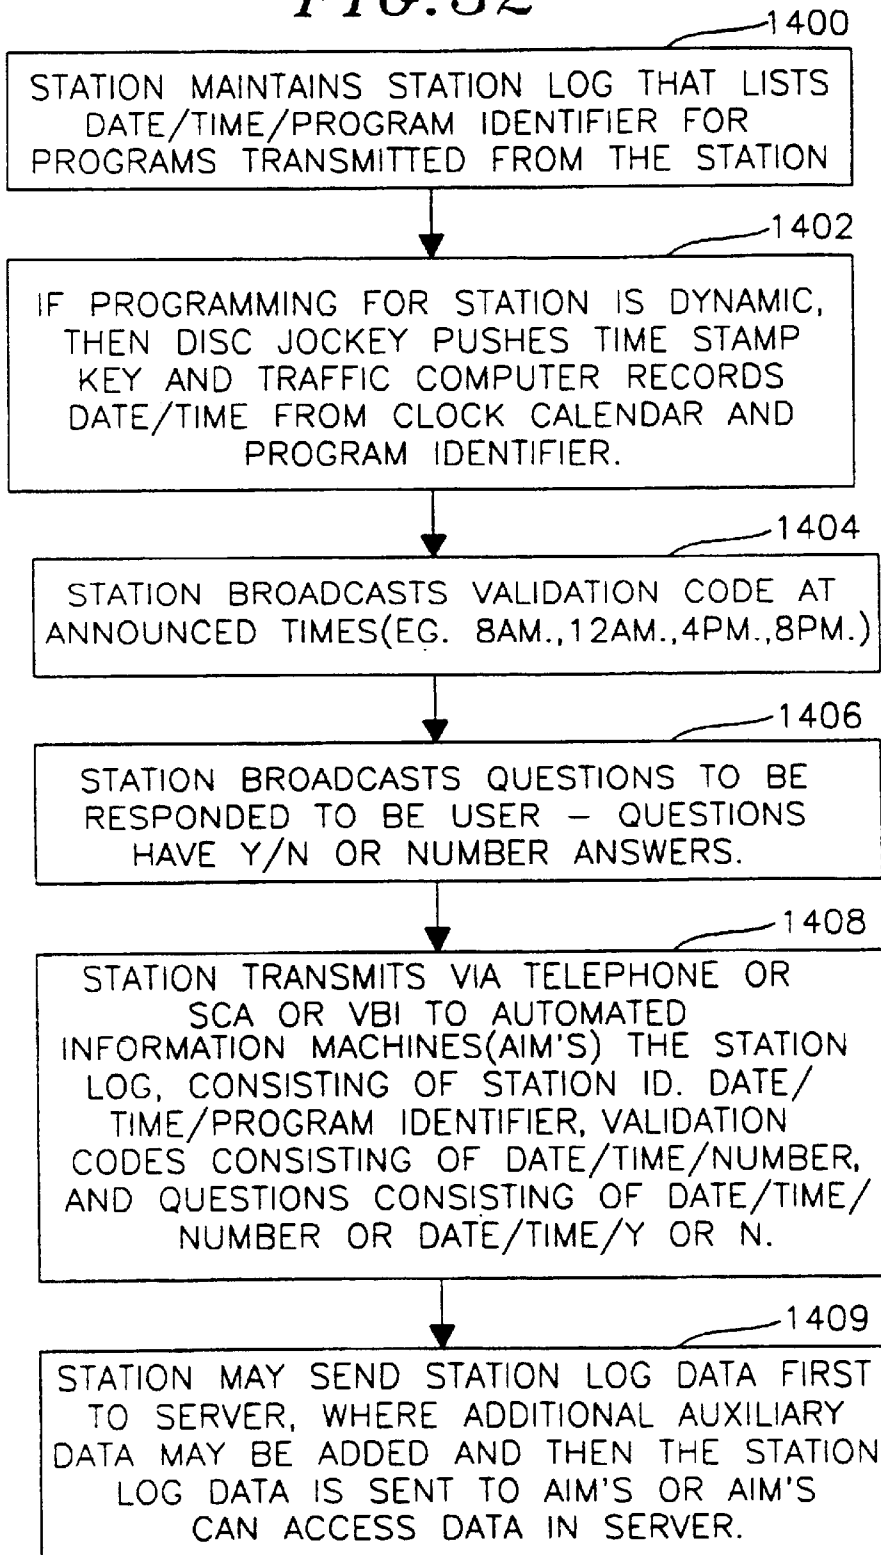 FIG. 32
1400
STATION MAINTAINS STATION LOG THAT LISTS
DATE/TIME/PROGRAM IDENTIFIER FOR
PROGRAMS TRANSMITTED FROM THE STATION
1402
IF PROGRAMMING FOR STATION IS DYNAMIC,
THEN DISC JOCKEY PUSHES TIME STAMP
KEY AND TRAFFIC COMPUTER RECORDS
DATE/TIME FROM CLOCK CALENDAR AND
PROGRAM IDENTIFIER.
1404
STATION BROADCASTS VALIDATION CODE AT
ANNOUNCED TIMES(EG. 8AM.,12AM.,4PM.,8PM.)
1406
STATION BROADCASTS QUESTIONS TO BE
RESPONDED TO BE USER – QUESTIONS
HAVE Y/N OR NUMBER ANSWERS.
1408
STATION TRANSMITS VIA TELEPHONE OR
SCA OR VBI TO AUTOMATED
INFORMATION MACHINES(AIM'S) THE STATION
LOG, CONSISTING OF STATION ID. DATE/
TIME/PROGRAM IDENTIFIER, VALIDATION
CODES CONSISTING OF DATE/TIME/NUMBER,
AND QUESTIONS CONSISTING OF DATE/TIME/
NUMBER OR DATE/TIME/Y OR N.
1409
STATION MAY SEND STATION LOG DATA FIRST
TO SERVER, WHERE ADDITIONAL AUXILIARY
DATA MAY BE ADDED AND THEN THE STATION
LOG DATA IS SENT TO AIM'S OR AIM'S
CAN ACCESS DATA IN SERVER.